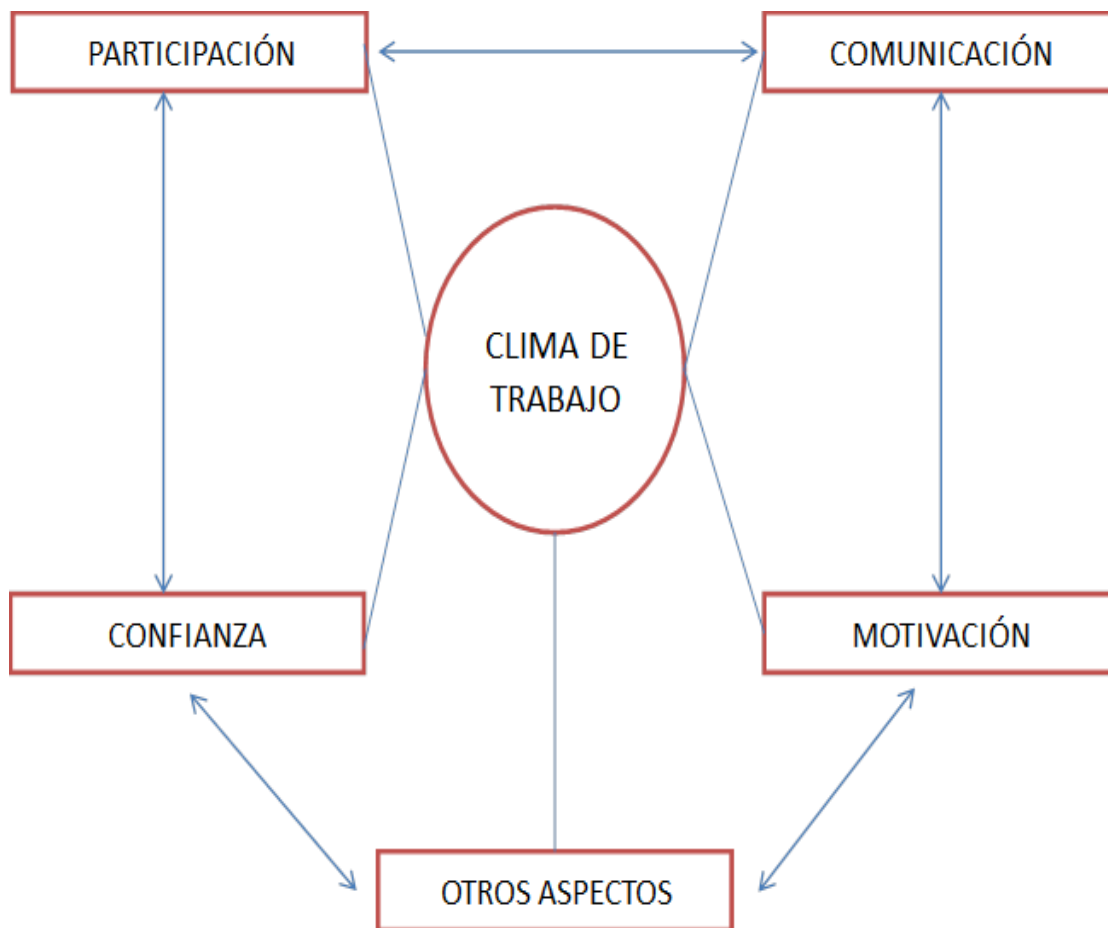 PARTICIPACIÓN
COMUNICACIÓN
CLIMA DE
TRABAJO
CONFIANZA
MOTIVACIÓN
OTROS ASPECTOS